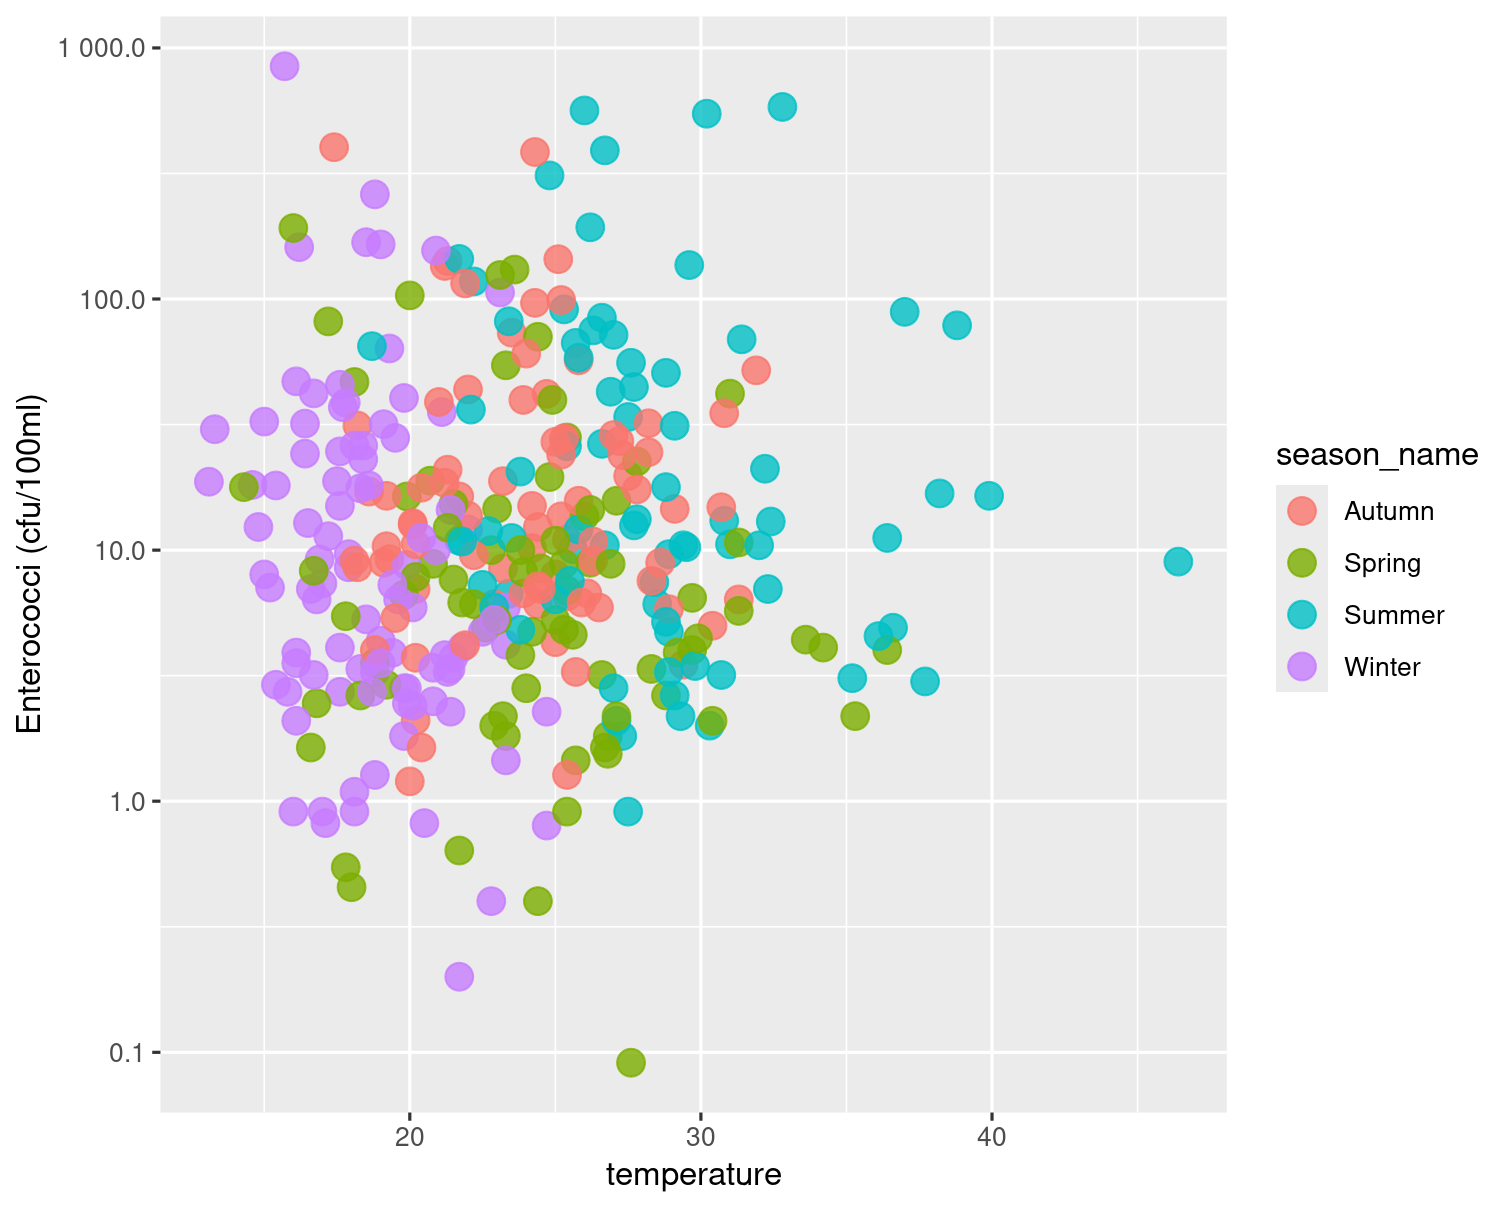 1 000.0
100.0
10.0
1.0
0.1
Enterococci (cfu/100ml)
20 30 40
temperature
season_name
Autumn
Spring
Summer
Winter